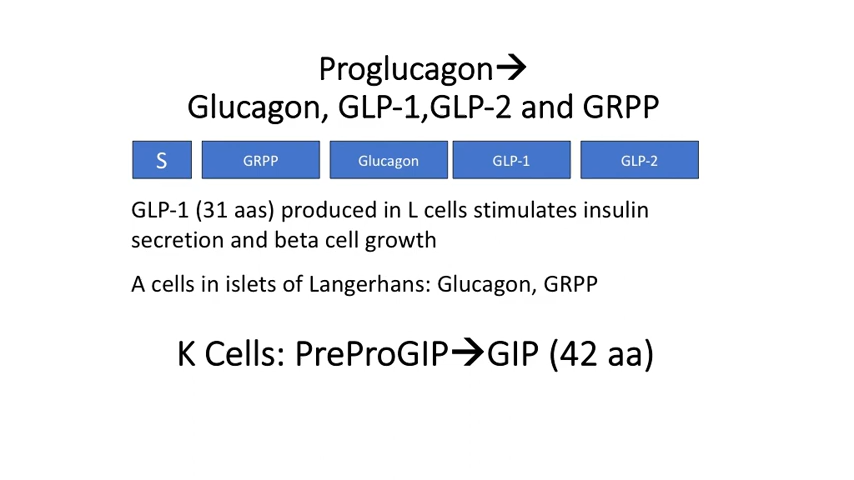 Proglucagon→
Glucagon, GLP-1,GLP-2 and GRPP
S GRPP Glucagon GLP-1 GLP-2
GLP-1 (31 aas) produced in L cells stimulates insulin
secretion and beta cell growth
A cells in islets of Langerhans: Glucagon, GRPP
K Cells: PreProGIP→GIP (42 aa)